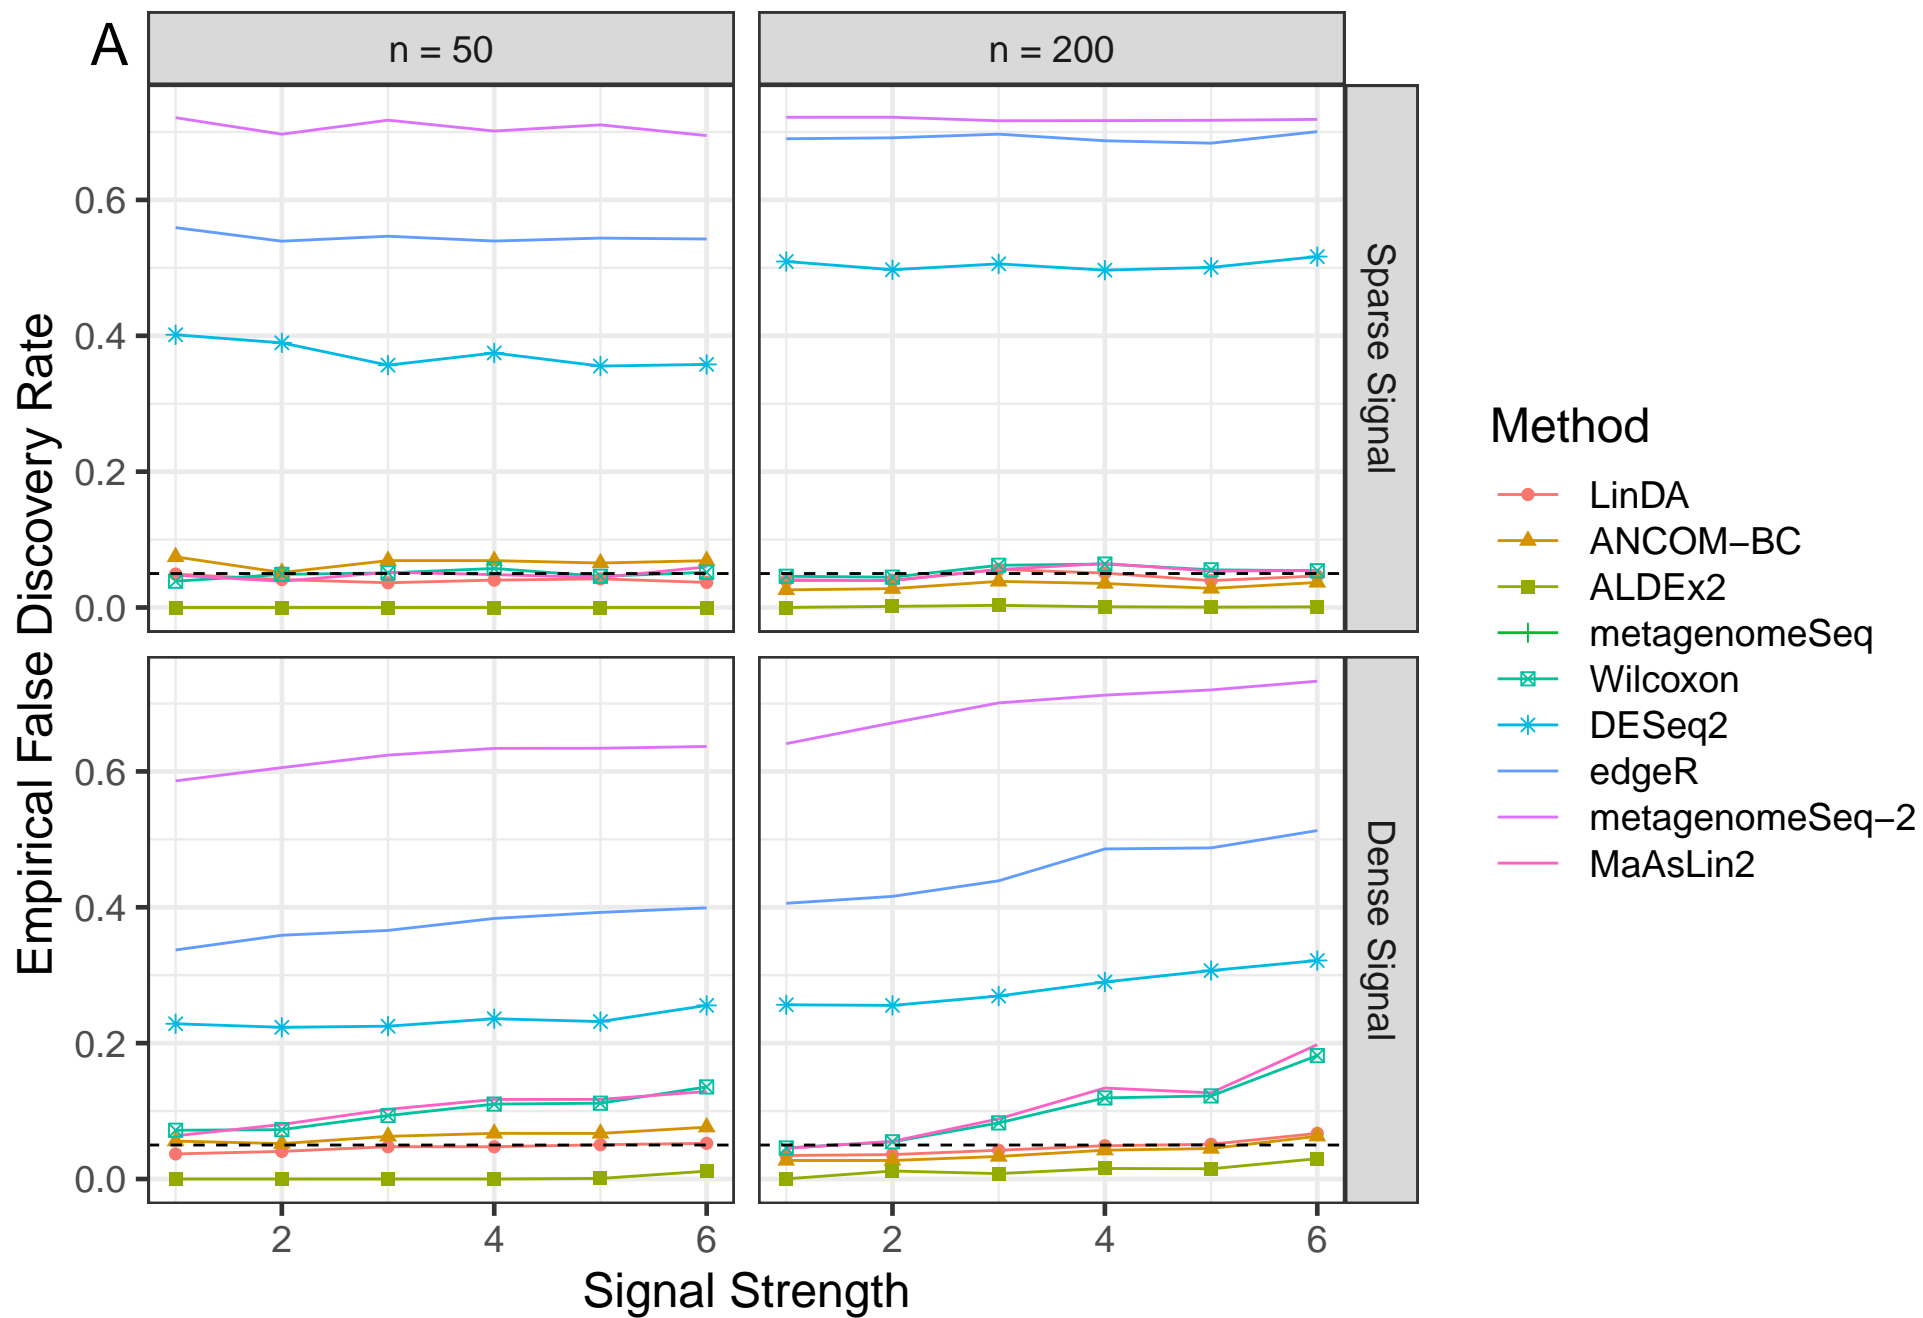 A
n = 50
n = 200
Sparse Signal
Dense Signal
Empirical False Discovery Rate
0.6
0.4
0.2
0.0
0.6
0.4
0.2
0.0
2
4
6
2
4
6
Signal Strength
Method
LinDA
ANCOM−BC
ALDEx2
metagenomeSeq
Wilcoxon
DESeq2
edgeR
metagenomeSeq−2
MaAsLin2